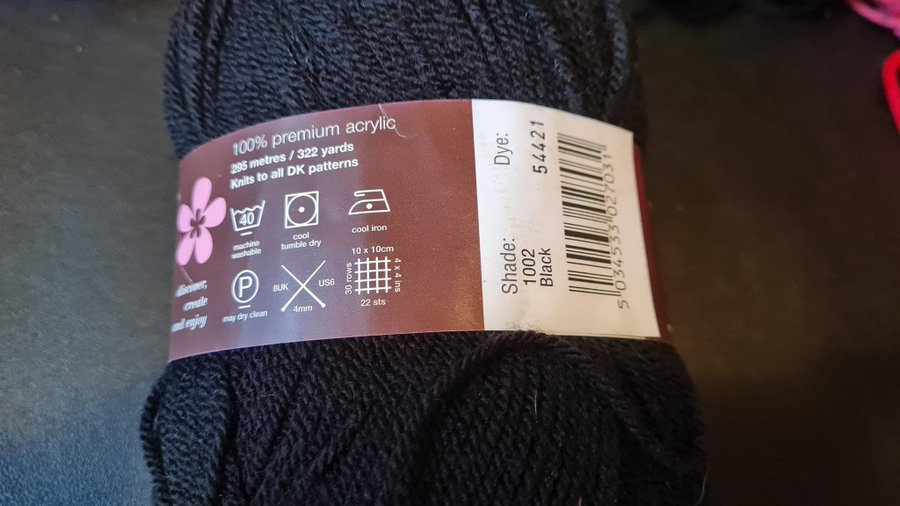 100% premium acrylic
295 metres / 322 yards
Knits to all DK patterns
40
machine
washable
cool
tumble dry
cool iron
P
may dry clean
8UK
US6
4mm
10 x 10cm
30 rows
4 x 4 ins
22 sts
discover,
create
and enjoy
Shade:
1002
Black
Dye:
54421
5 034533 027031